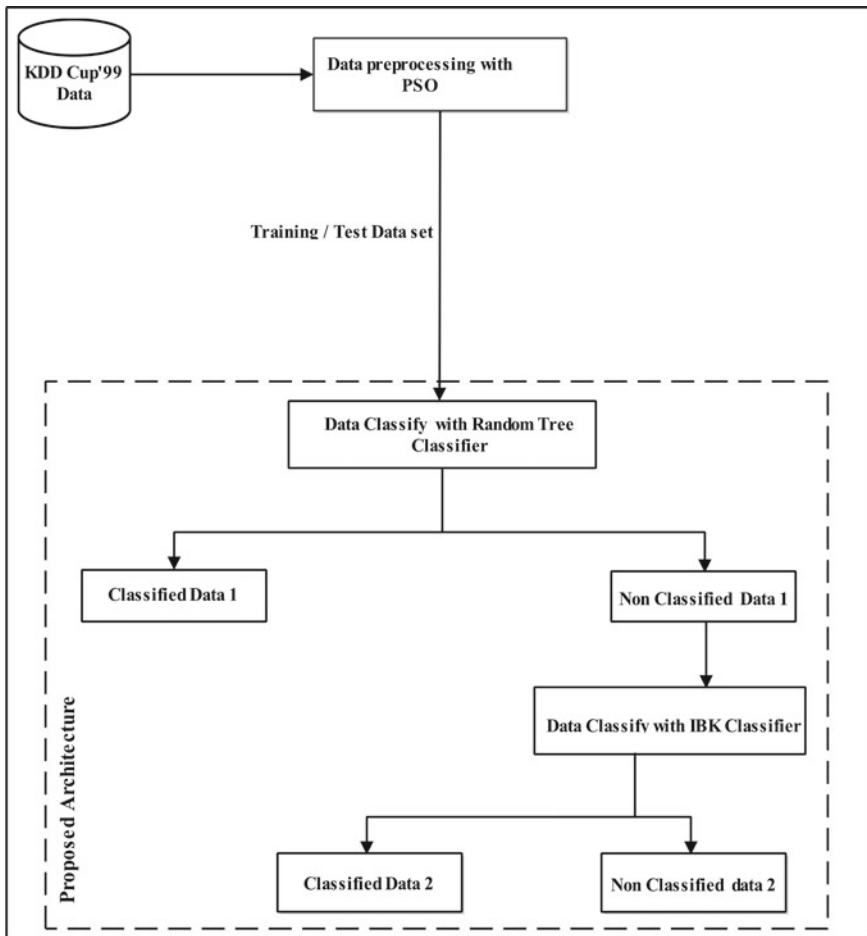 KDD Cup'99
Data
Data preprocessing with
PSO
Training / Test Data set
Data Classify with Random Tree
Classifier
Classified Data 1
Non Classified Data 1
Data Classify with IBK Classifier
Classified Data 2
Non Classified data 2
Proposed Architecture